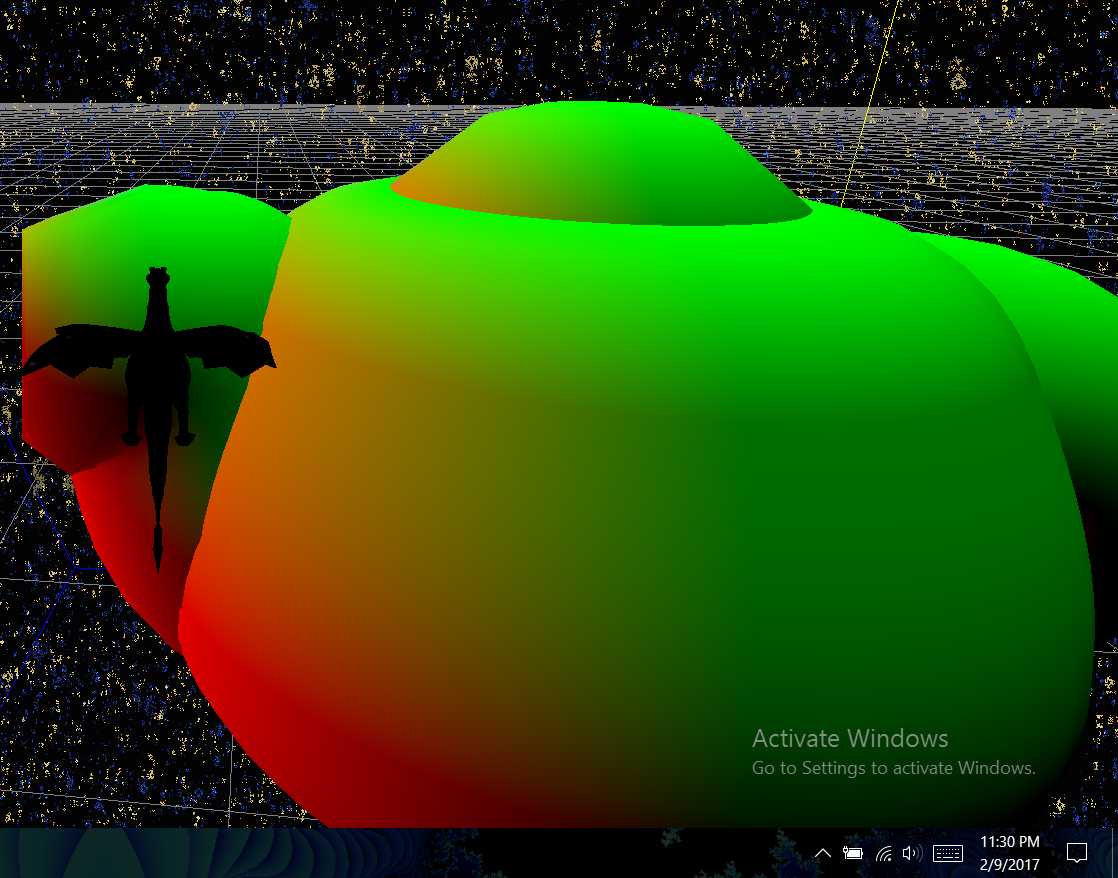 Activate Windows
Go to Settings to activate Windows.
11:30 PM
2/9/2017